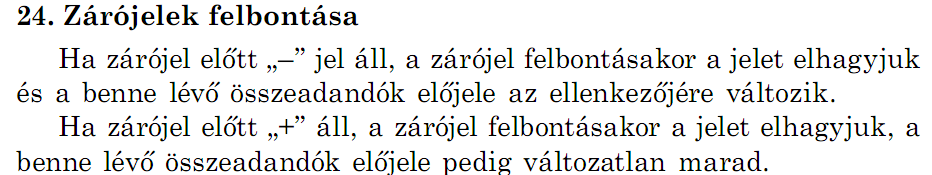 24. Zárójelek felbontása
Ha zárójel előtt „–” jel áll, a zárójel felbontásakor a jelet elhagyjuk
és a benne lévő összeadandók előjele az ellenkezőjére változik.
Ha zárójel előtt „+” áll, a zárójel felbontásakor a jelet elhagyjuk, a
benne lévő összeadandók előjele pedig változatlan marad.